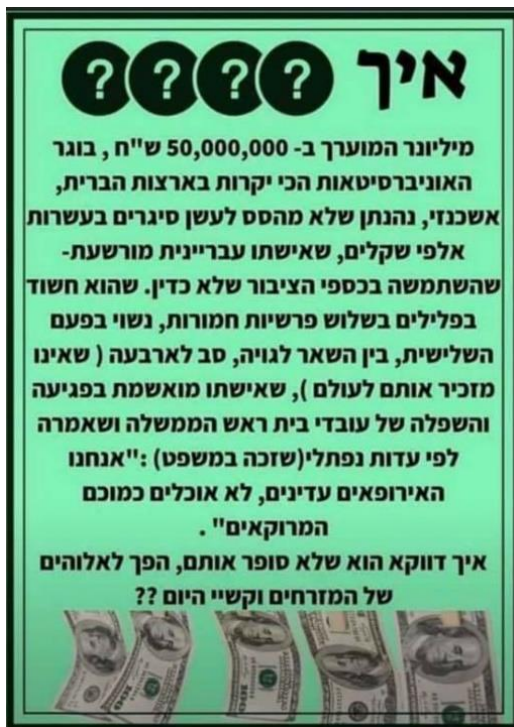 איך ? ? ? ?
מיליונר המוערך ב- 50,000,000 ש"ח , בוגר
האוניברסיטאות הכי יקרות בארצות הברית,
אשכנזי, נהנתן שלא מהסס לעשן סיגרים בעשרות
אלפי שקלים, שאישתו עבריינית מורשעת-
שהשתמשה בכספי הציבור שלא כדין. שהוא חשוד
בפלילים בשלוש פרשיות חמורות, נשוי בפעם
השלישית, בין השאר לגויה, סב לארבעה ( שאינו
מזכיר אותם לעולם ), שאישתו מואשמת בפגיעה
והשפלה של עובדי בית ראש הממשלה ושאמרה
לפי עדות נפתלי(שזכה במשפט) :"אנחנו
האירופאים עדינים, לא אוכלים כמוכם
המרוקאים" .
איך דווקא הוא שלא סופר אותם, הפך לאלוהים
של המזרחים וקשיי היום ??
100